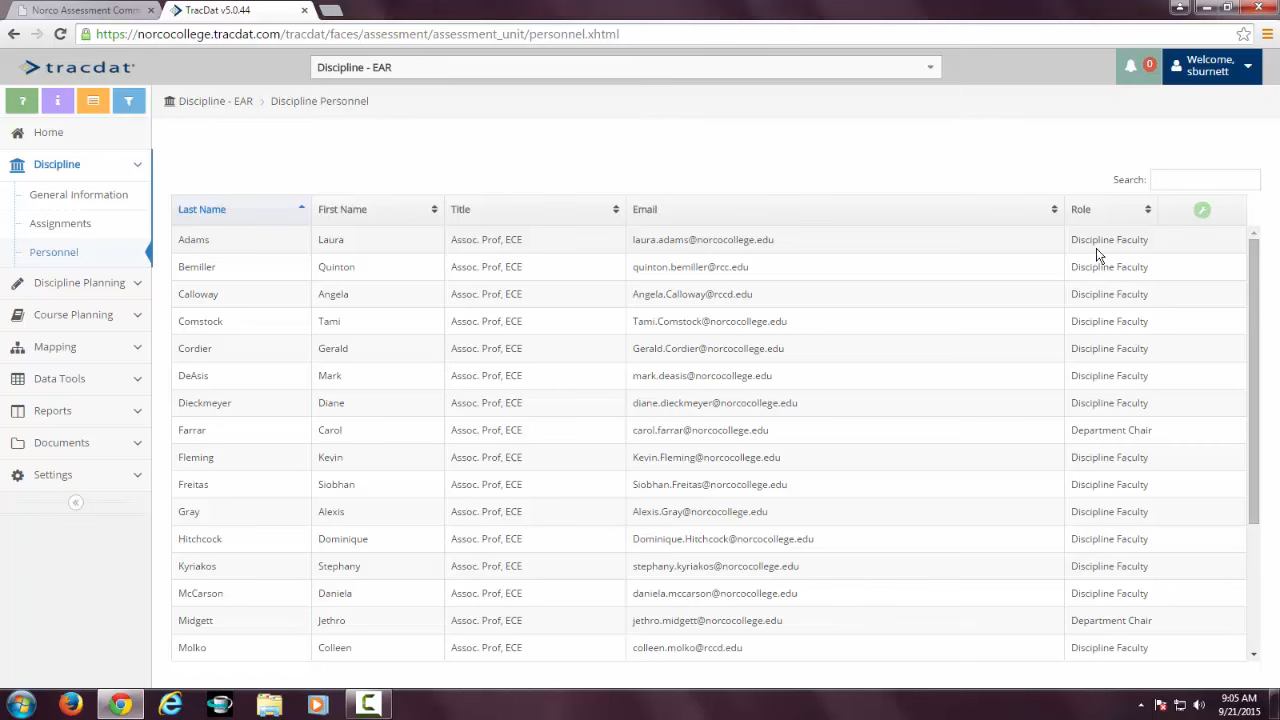 Norco Assessment Comm
TracDat v5.0.44
https://norcocollege.tracdat.com/tracdat/faces/assessment/assessment_unit/personnel.xhtml
tracdat
Discipline - EAR
0
Welcome,
sburnett
? i
Discipline - EAR > Discipline Personnel
Home
Discipline
General Information
Assignments
Personnel
Discipline Planning
Course Planning
Mapping
Data Tools
Reports
Documents
Settings
Search:
Last Name First Name Title Email Role
Adams Laura Assoc. Prof, ECE laura.adams@norcocollege.edu Discipline Faculty
Bemiller Quinton Assoc. Prof, ECE quinton.bemiller@rcc.edu Discipline Faculty
Calloway Angela Assoc. Prof, ECE Angela.Calloway@rccd.edu Discipline Faculty
Comstock Tami Assoc. Prof, ECE Tami.Comstock@norcocollege.edu Discipline Faculty
Cordier Gerald Assoc. Prof, ECE Gerald.Cordier@norcocollege.edu Discipline Faculty
DeAsis Mark Assoc. Prof, ECE mark.deasis@norcocollege.edu Discipline Faculty
Dieckmeyer Diane Assoc. Prof, ECE diane.dieckmeyer@norcocollege.edu Discipline Faculty
Farrar Carol Assoc. Prof, ECE carol.farrar@norcocollege.edu Department Chair
Fleming Kevin Assoc. Prof, ECE Kevin.Fleming@norcocollege.edu Discipline Faculty
Freitas Siobhan Assoc. Prof, ECE Siobhan.Freitas@norcocollege.edu Discipline Faculty
Gray Alexis Assoc. Prof, ECE Alexis.Gray@norcocollege.edu Discipline Faculty
Hitchcock Dominique Assoc. Prof, ECE Dominique.Hitchcock@norcocollege.edu Discipline Faculty
Kyriakos Stephany Assoc. Prof, ECE stephany.kyriakos@norcocollege.edu Discipline Faculty
McCarson Daniela Assoc. Prof, ECE daniela.mccarson@norcocollege.edu Discipline Faculty
Midgett Jethro Assoc. Prof, ECE jethro.midgett@norcocollege.edu Department Chair
Molko Colleen Assoc. Prof, ECE colleen.molko@rccd.edu Discipline Faculty
9:05 AM
9/21/2015